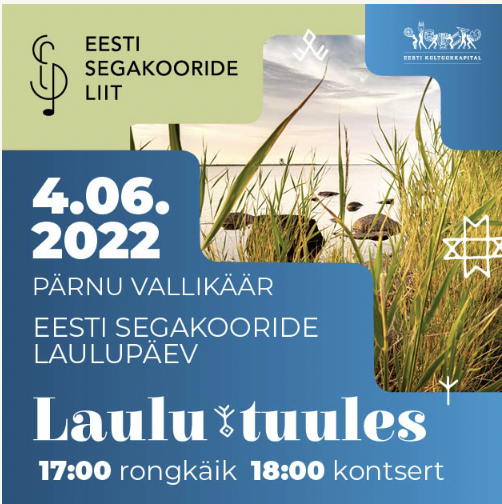 EESTI
SEGAKOORIDE
LIIT
EESTI KULTUURKAPITAL
4.06.
2022
PÄRNU VALLIKÄÄR
EESTI SEGAKOORIDE
LAULUPÄEV
Laulu tuules
17:00 rongkäik 18:00 kontsert